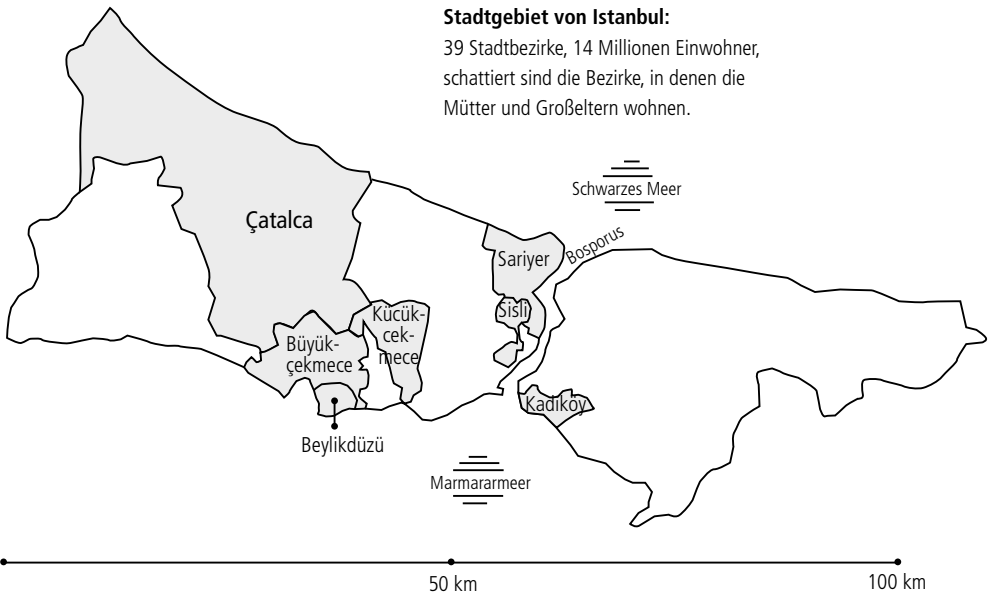 Stadtgebiet von Istanbul:
39 Stadtbezirke, 14 Millionen Einwohner,
schattiert sind die Bezirke, in denen die
Mütter und Großeltern wohnen.
Schwarzes Meer
Bosporus
Çatalca
Sariyer
Sisli
Kücük-
cek-
mece
Büyük-
çekmece
Kadiköy
Beylikdüzü
Marmararmeer
50 km
100 km